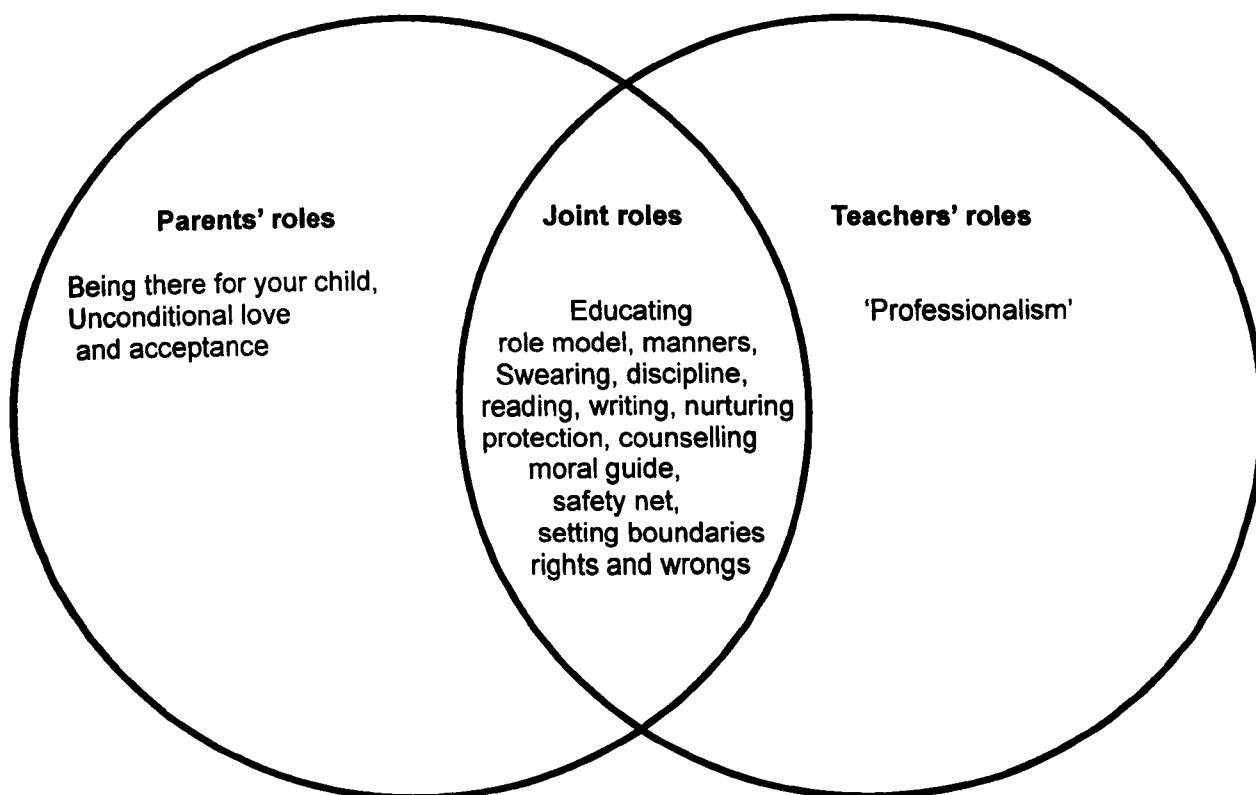 Parents' roles
Being there for your child,
Unconditional love
and acceptance
Joint roles
Educating
role model, manners,
Swearing, discipline,
reading, writing, nurturing
protection, counselling
moral guide,
safety net,
setting boundaries
rights and wrongs
Teachers' roles
'Professionalism'